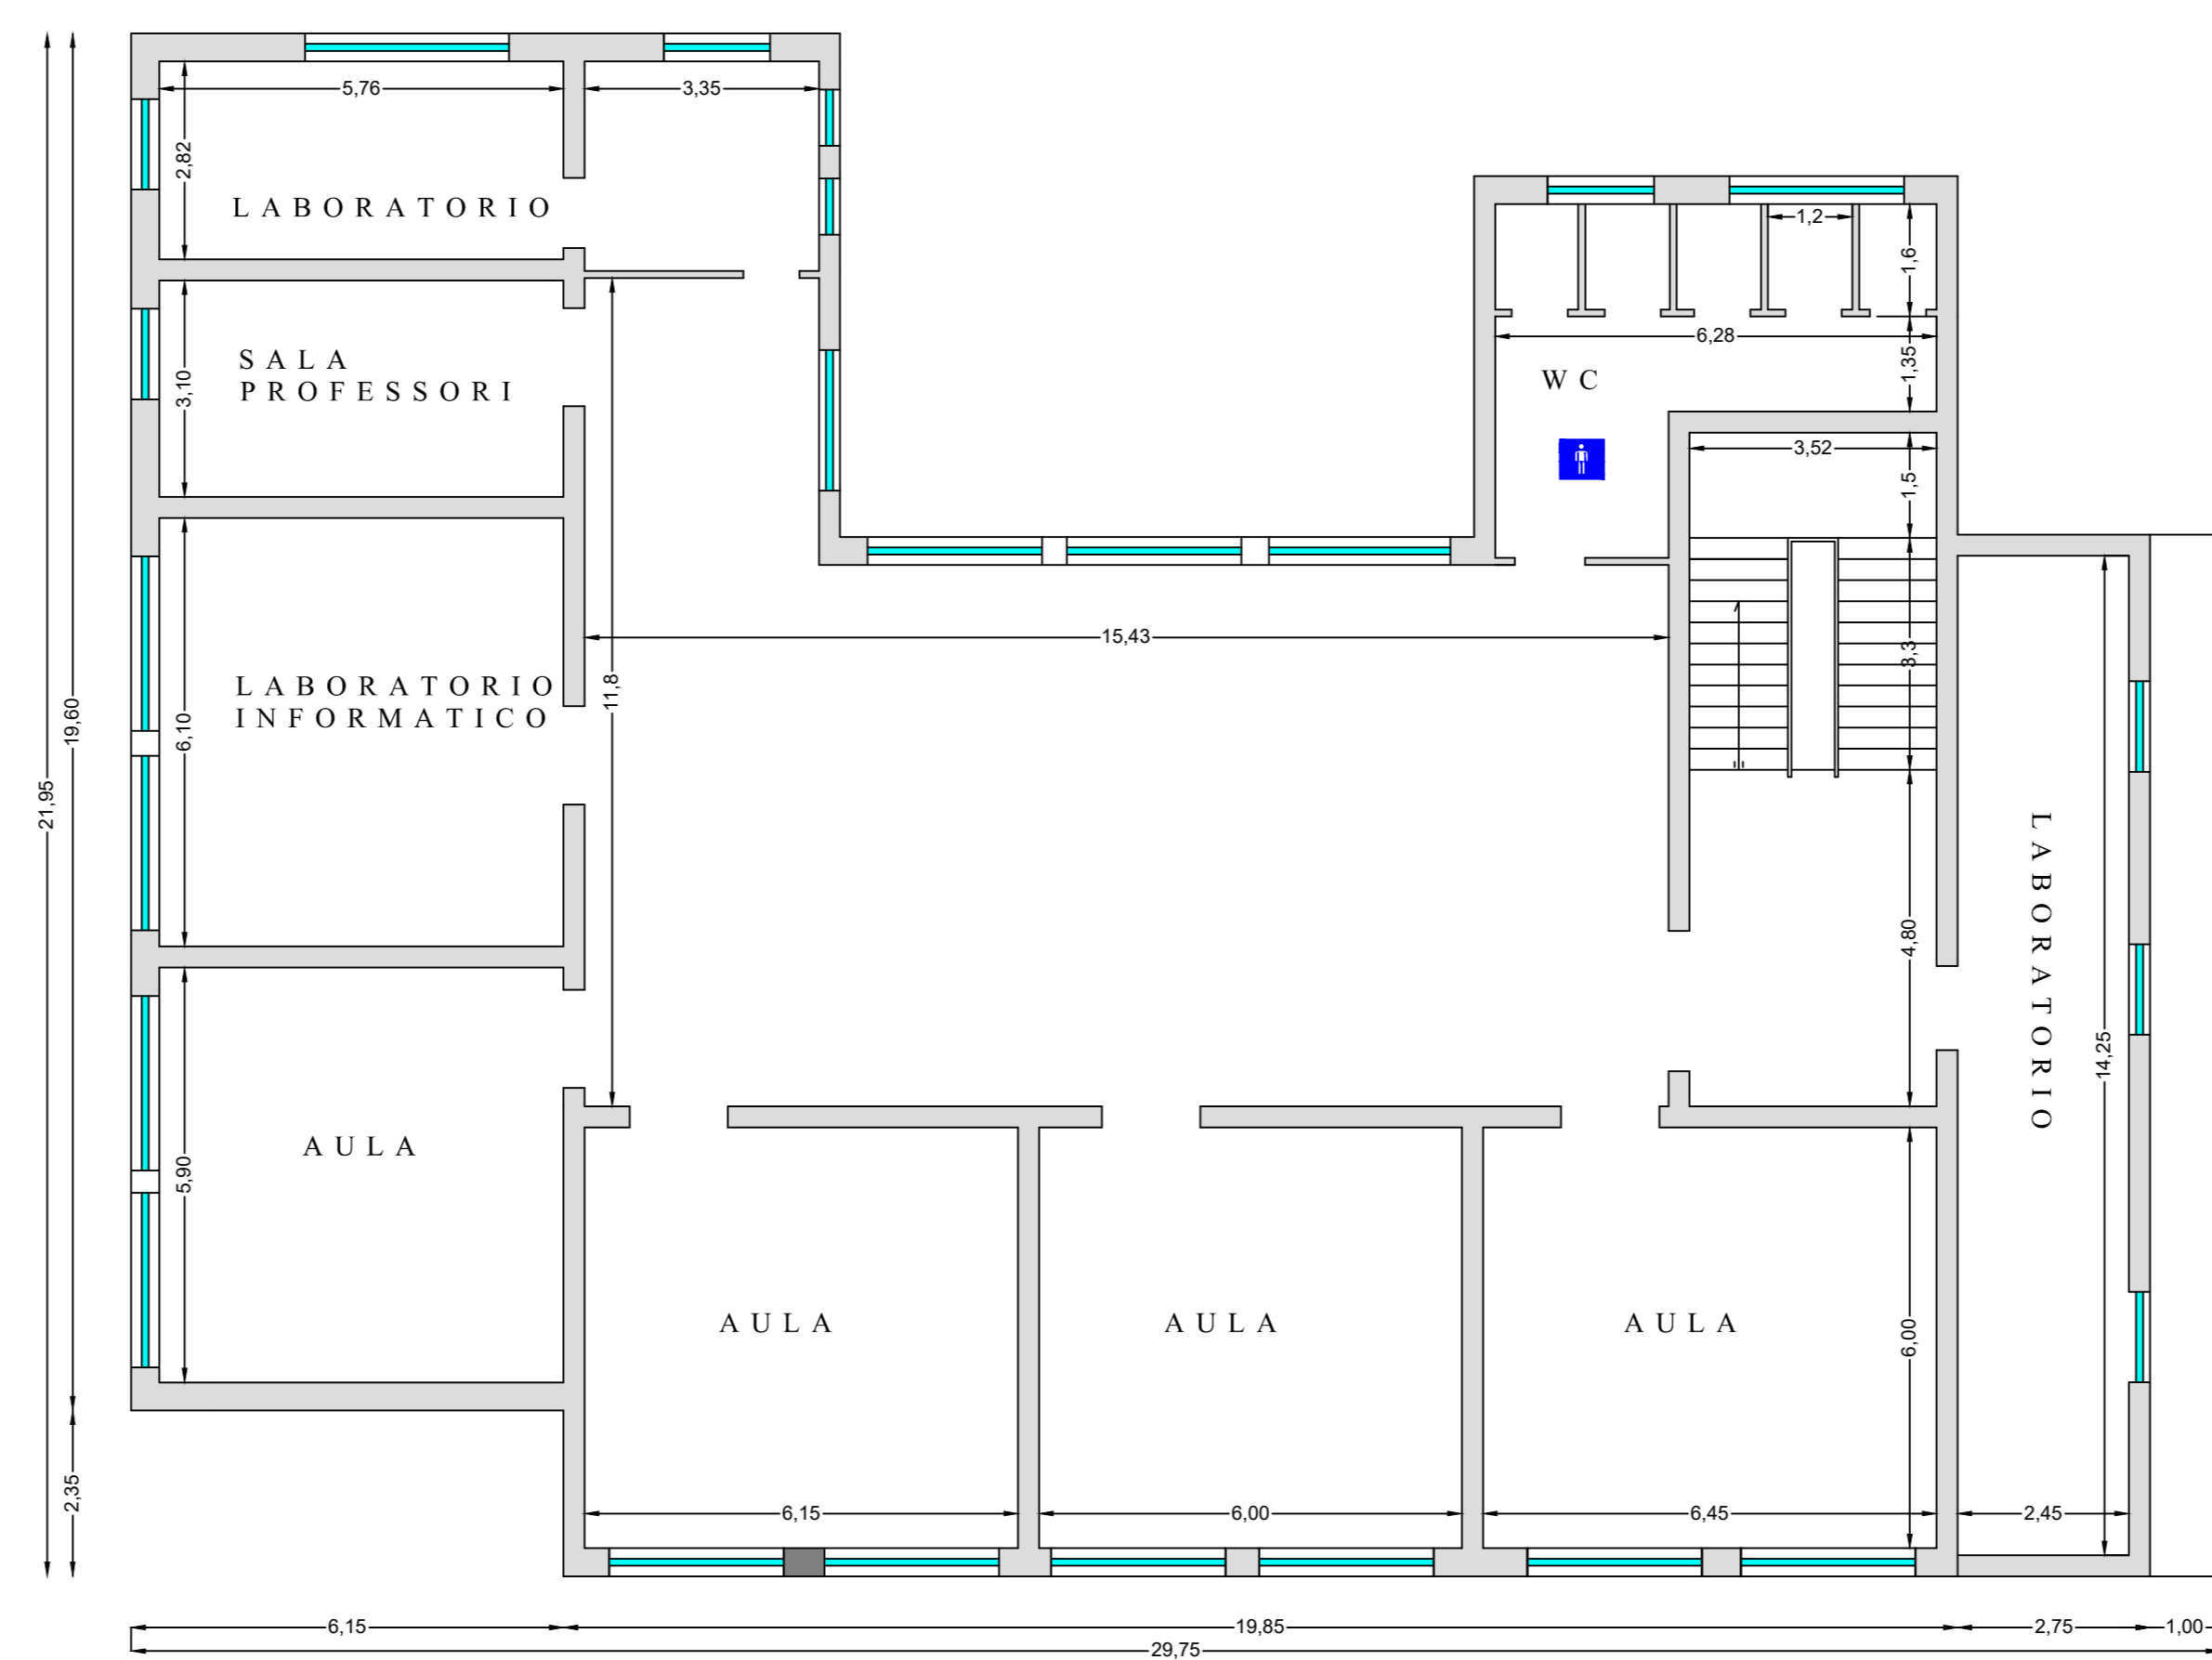 5,76
3,35
2,82
LABORATORIO
1,2
1,6
6,28
1,35
SALA
PROFESSORI
3,10
WC
3,52
1,5
15,43
3,3
11,8
LABORATORIO
INFORMATICO
6,10
19,60
21,95
4,80
LABORATORIO
14,25
AULA
5,90
AULA
AULA
AULA
6,00
2,35
6,15
6,00
6,45
2,45
6,15
19,85
2,75
1,00
29,75